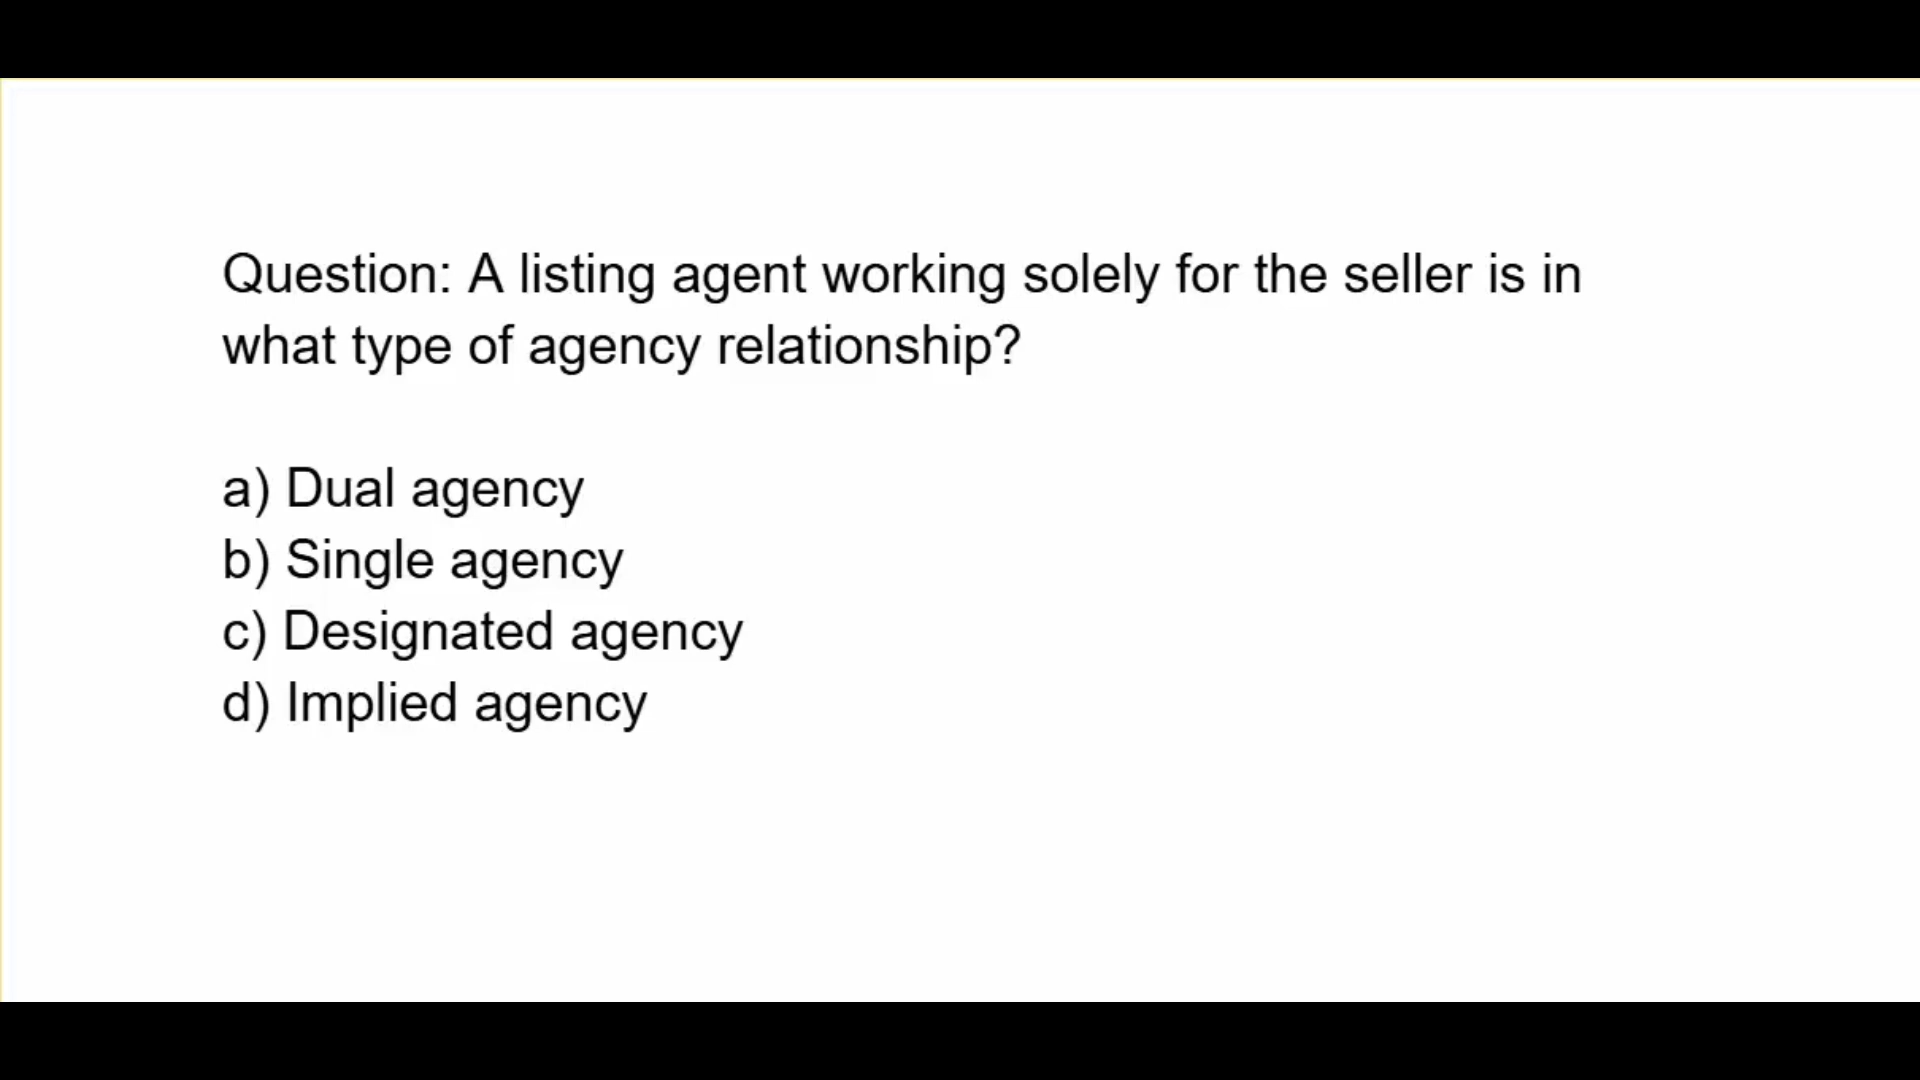 Question: A listing agent working solely for the seller is in
what type of agency relationship?
a) Dual agency
b) Single agency
c) Designated agency
d) Implied agency